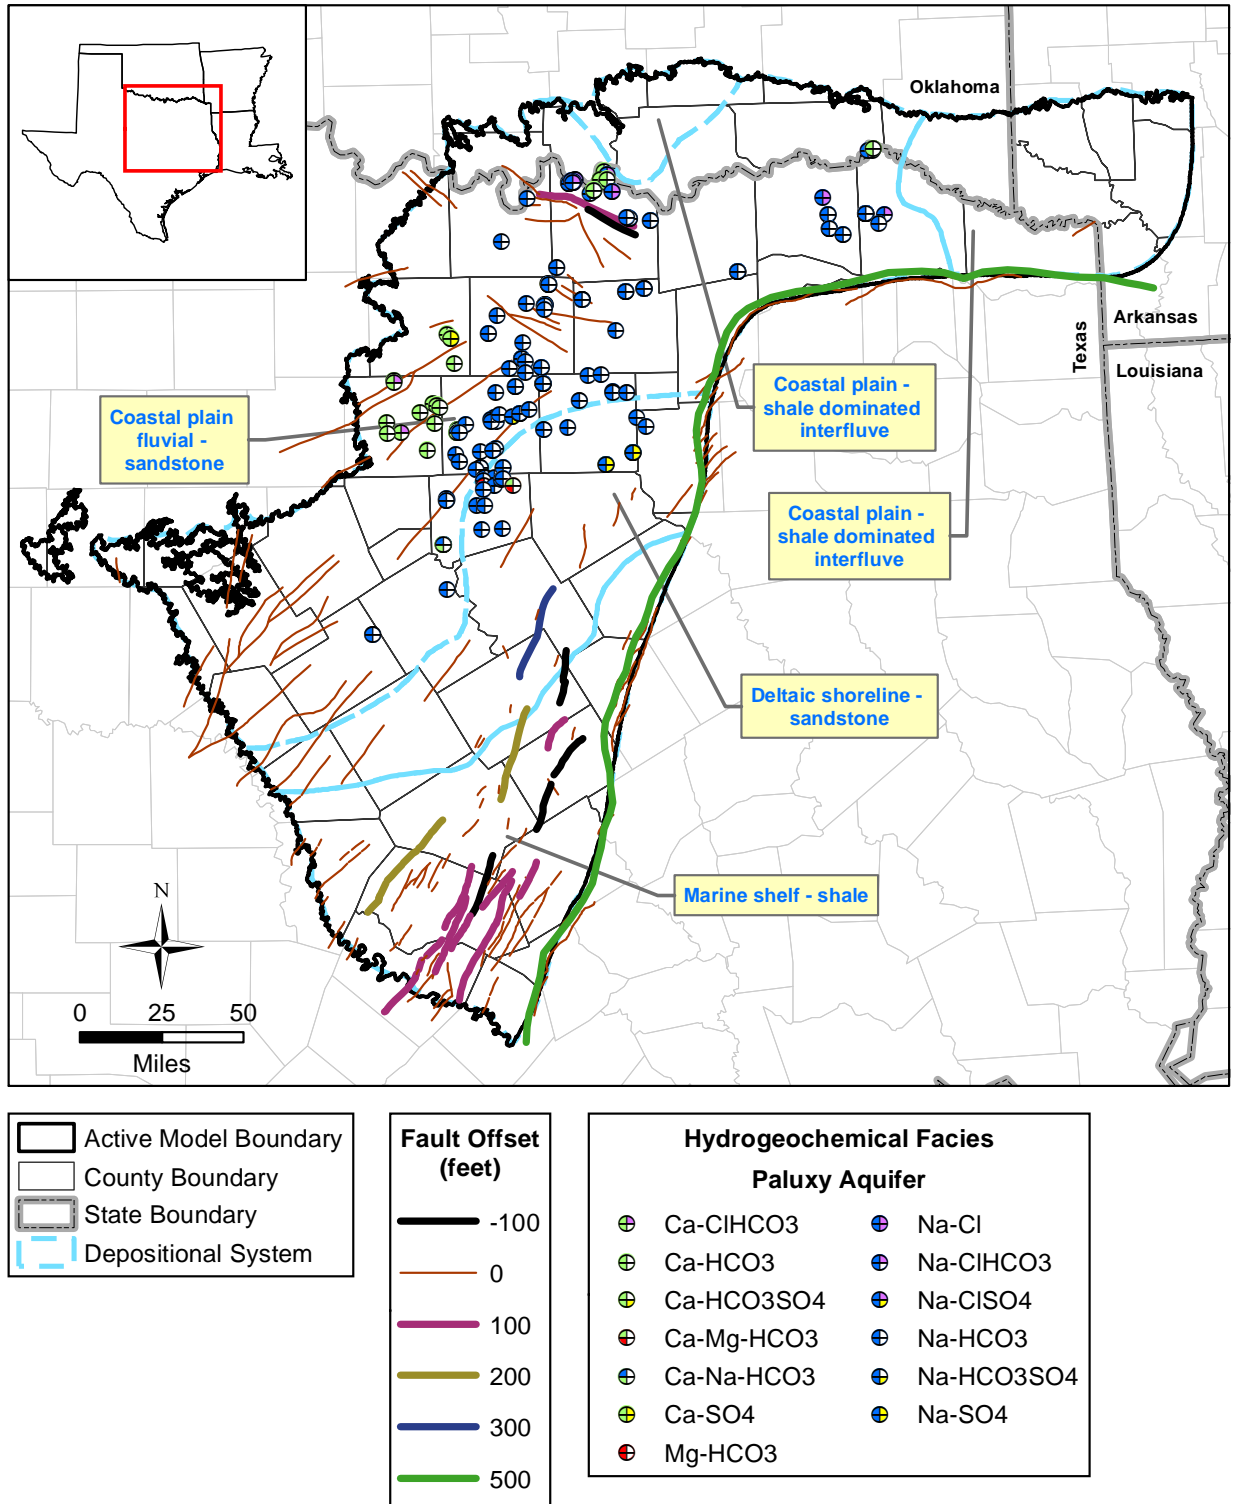 Oklahoma
Texas
Arkansas
Louisiana
Coastal plain
fluvial -
sandstone
Coastal plain -
shale dominated
interfluve
Coastal plain -
shale dominated
interfluve
Deltaic shoreline -
sandstone
Marine shelf - shale
N
0 25 50
Miles
Active Model Boundary
County Boundary
State Boundary
Depositional System
Fault Offset
(feet)
-100
0
100
200
300
500
Hydrogeochemical Facies
Paluxy Aquifer
Ca-ClHCO3
Ca-HCO3
Ca-HCO3SO4
Ca-Mg-HCO3
Ca-Na-HCO3
Ca-SO4
Mg-HCO3
Na-Cl
Na-ClHCO3
Na-ClSO4
Na-HCO3
Na-HCO3SO4
Na-SO4